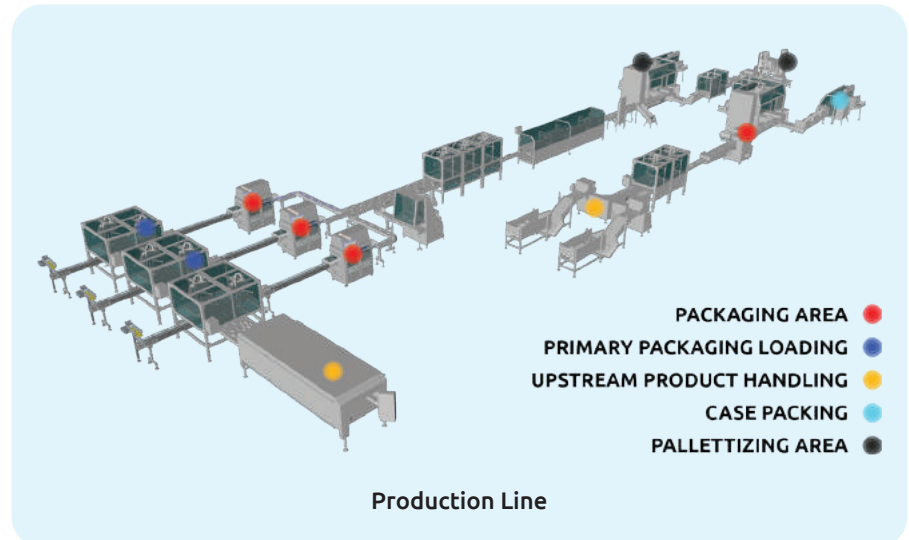 PACKAGING AREA
PRIMARY PACKAGING LOADING
UPSTREAM PRODUCT HANDLING
CASE PACKING
PALLETTIZING AREA
Production Line